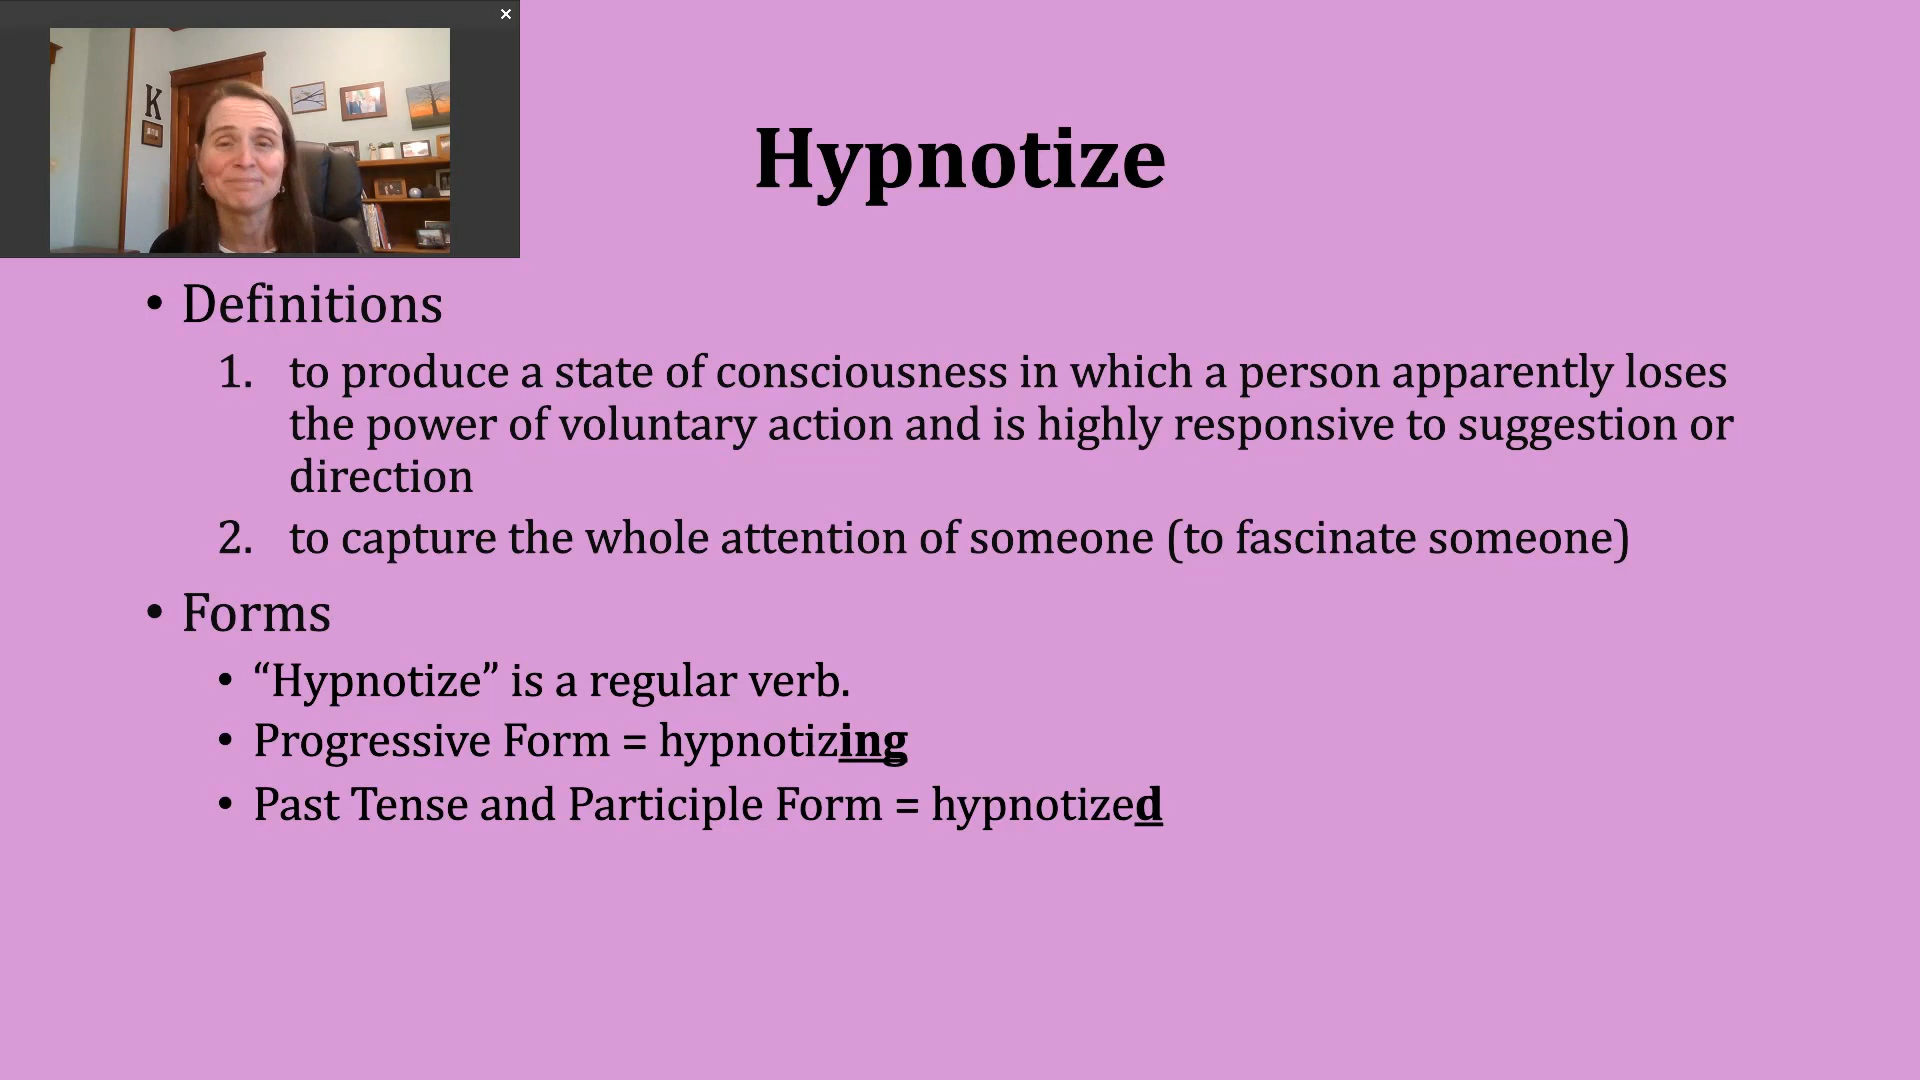 K
Hypnotize
• Definitions
1. to produce a state of consciousness in which a person apparently loses
the power of voluntary action and is highly responsive to suggestion or
direction
2. to capture the whole attention of someone (to fascinate someone)
• Forms
• “Hypnotize” is a regular verb.
• Progressive Form = hypnotizing
• Past Tense and Participle Form = hypnotized